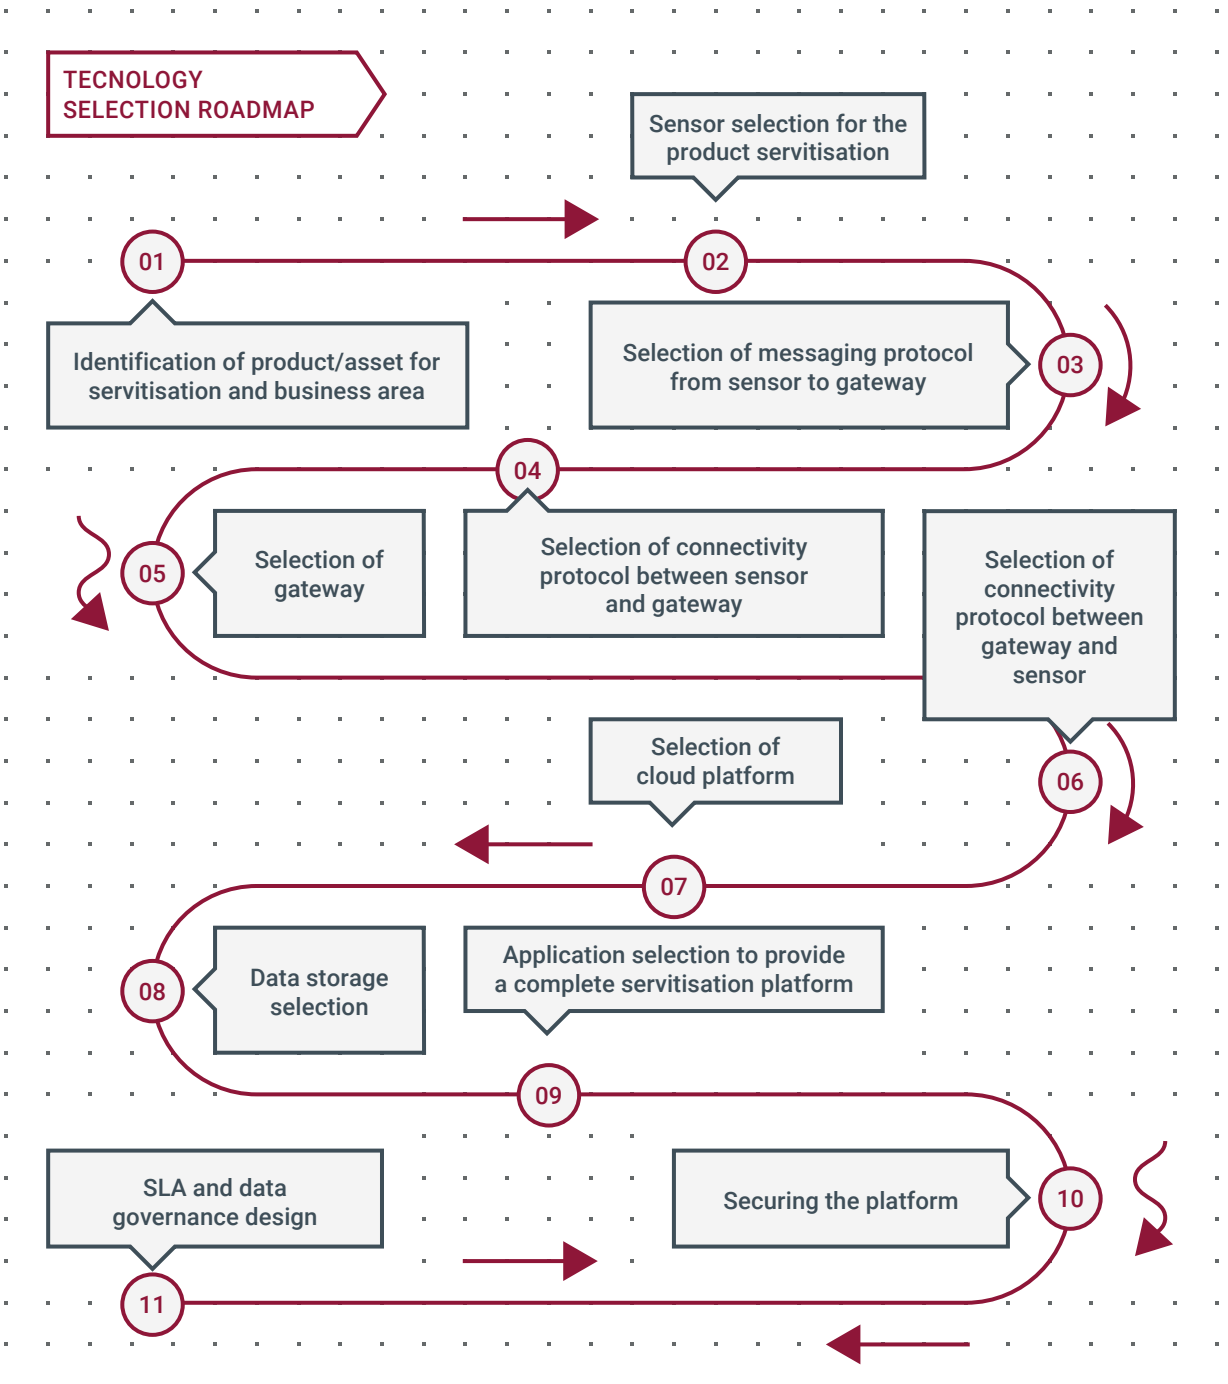 TECNOLOGY
SELECTION ROADMAP
Sensor selection for the
product servitisation
01
02
Identification of product/asset for
servitisation and business area
Selection of messaging protocol
from sensor to gateway
03
04
Selection of connectivity
protocol between sensor
and gateway
05
Selection of
gateway
Selection of
connectivity
protocol between
gateway and
sensor
06
Selection of
cloud platform
07
08
Data storage
selection
Application selection to provide
a complete servitisation platform
09
Securing the platform
10
SLA and data
governance design
11